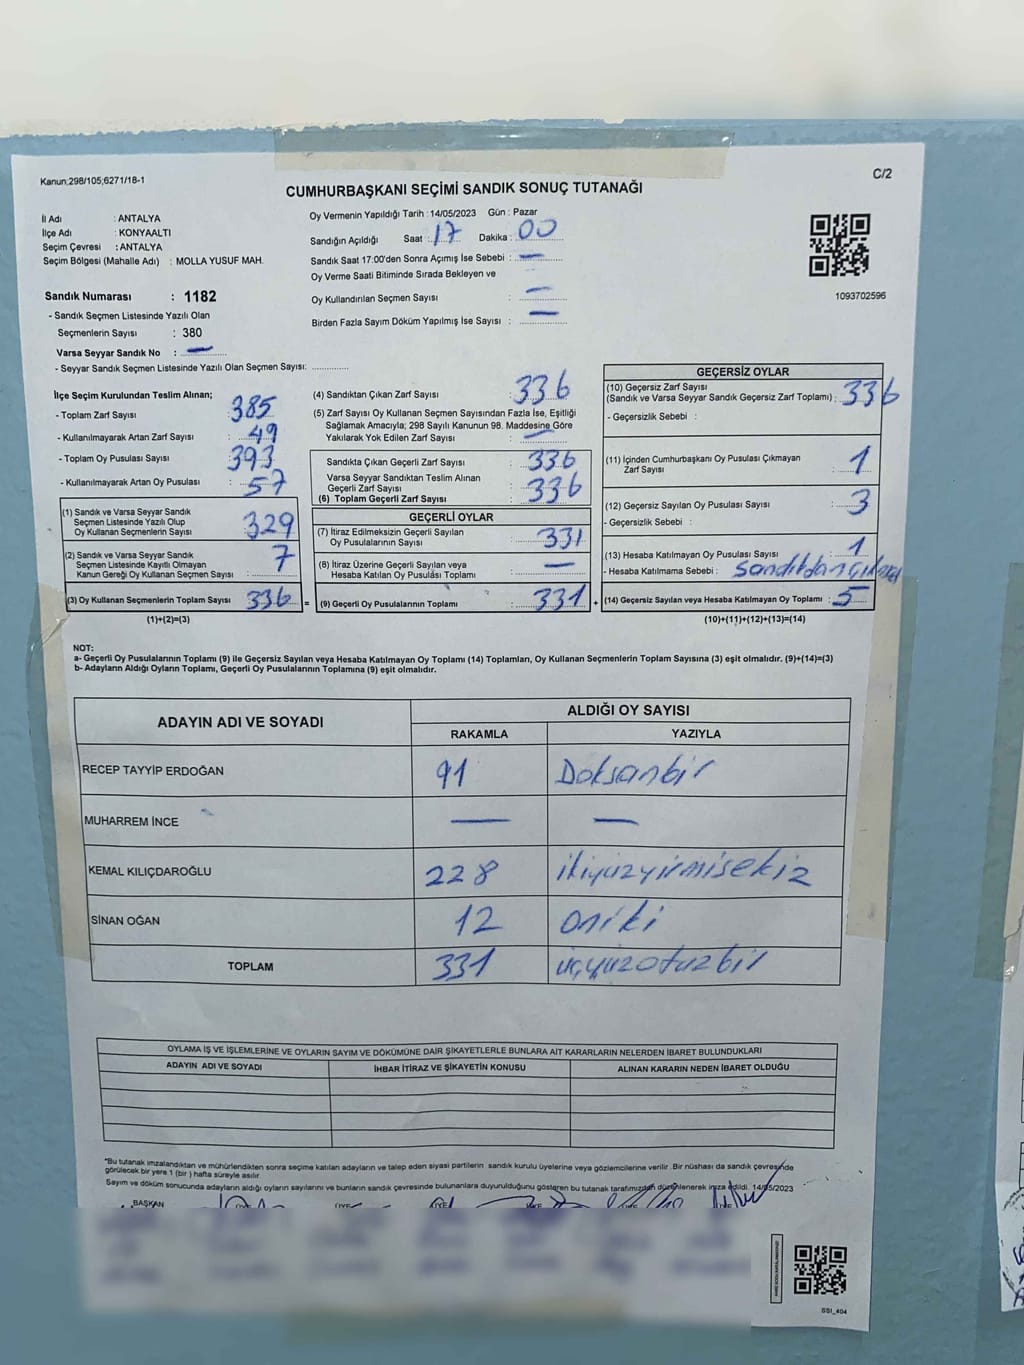 Kanun;298/105;6271/18-1
C/2
CUMHURBAŞKANI SEÇİMİ SANDIK SONUÇ TUTANAĞI
İl Adı : ANTALYA
İlçe Adı : KONYAALTI
Seçim Çevresi : ANTALYA
Seçim Bölgesi (Mahalle Adı) : MOLLA YUSUF MAH.
Oy Vermenin Yapıldığı Tarih :14/05/2023 Gün : Pazar
Sandığın Açıldığı Saat : 17 Dakika : 00
Sandık Saat 17:00'den Sonra Açımış İse Sebebi : —
Oy Verme Saati Bitiminde Sırada Bekleyen ve
Oy Kullandırılan Seçmen Sayısı : —
Birden Fazla Sayım Döküm Yapılmış İse Sayısı : —
1093702596
Sandık Numarası : 1182
- Sandık Seçmen Listesinde Yazılı Olan
Seçmenlerin Sayısı : 380
Varsa Seyyar Sandık No : —
- Seyyar Sandık Seçmen Listesinde Yazılı Olan Seçmen Sayısı:
İlçe Seçim Kurulundan Teslim Alınan;
- Toplam Zarf Sayısı : 385
- Kullanılmayarak Artan Zarf Sayısı : 49
- Toplam Oy Pusulası Sayısı : 393
- Kullanılmayarak Artan Oy Pusulası : 57
(1) Sandık ve Varsa Seyyar Sandık
Seçmen Listesinde Yazılı Olup
Oy Kullanan Seçmenlerin Sayısı : 329
(2) Sandık ve Varsa Seyyar Sandık
Seçmen Listesinde Kayıtlı Olmayan
Kanun Gereği Oy Kullanan Seçmen Sayısı : 7
(3) Oy Kullanan Seçmenlerin Toplam Sayısı : 336 =
(1)+(2)=(3)
(4) Sandıktan Çıkan Zarf Sayısı : 336
(5) Zarf Sayısı Oy Kullanan Seçmen Sayısından Fazla İse, Eşitliği
Sağlamak Amacıyla; 298 Sayılı Kanunun 98. Maddesine Göre
Yakılarak Yok Edilen Zarf Sayısı : —
Sandıkta Çıkan Geçerli Zarf Sayısı : 336
Varsa Seyyar Sandıktan Teslim Alınan
Geçerli Zarf Sayısı
(6) Toplam Geçerli Zarf Sayısı : 336
GEÇERLİ OYLAR
(7) İtiraz Edilmeksizin Geçerli Sayılan
Oy Pusulalarının Sayısı : 331
(8) İtiraz Üzerine Geçerli Sayılan veya
Hesaba Katılan Oy Pusulası Toplamı : —
(9) Geçerli Oy Pusulalarının Toplamı : 331 +
GEÇERSİZ OYLAR
(10) Geçersiz Zarf Sayısı
(Sandık ve Varsa Seyyar Sandık Geçersiz Zarf Toplamı) : 336
- Geçersizlik Sebebi :
(11) İçinden Cumhurbaşkanı Oy Pusulası Çıkmayan
Zarf Sayısı : 1
(12) Geçersiz Sayılan Oy Pusulası Sayısı : 3
- Geçersizlik Sebebi :
(13) Hesaba Katılmayan Oy Pusulası Sayısı : 1
- Hesaba Katılmama Sebebi : Sandıkdan
(14) Geçersiz Sayılan veya Hesaba Katılmayan Oy Toplamı : 5
(10)+(11)+(12)+(13)=(14)
NOT:
a- Geçerli Oy Pusulalarının Toplamı (9) ile Geçersiz Sayılan veya Hesaba Katılmayan Oy Toplamı (14) Toplamları, Oy Kullanan Seçmenlerin Toplam Sayısına (3) eşit olmalıdır. (9)+(14)=(3)
b- Adayların Aldığı Oyların Toplamı, Geçerli Oy Pusulalarının Toplamına (9) eşit olmalıdır.
ADAYIN ADI VE SOYADI
ALDIĞI OY SAYISI
RAKAMLA YAZIYLA
RECEP TAYYİP ERDOĞAN 91 Doksanbir
MUHARREM İNCE — —
KEMAL KILIÇDAROĞLU 228 ikiyüzyirmisekiz
SİNAN OĞAN 12 oniki
TOPLAM 331 üçyüzotuzbir
OYLAMA İŞ VE İŞLEMLERİNE VE OYLARIN SAYIM VE DÖKÜMÜNE DAİR ŞİKAYETLERLE BUNLARA AİT KARARLARIN NELERDEN İBARET BULUNDUKLARI
ADAYIN ADI VE SOYADI İHBAR İTİRAZ VE ŞİKAYETİN KONUSU ALINAN KARARIN NEDEN İBARET OLDUĞU
*Bu tutanak imzalandıktan ve mühürlendikten sonra seçime katılan adayların ve talep eden siyasi partilerin sandık kurulu üyelerine veya gözlemcilerine verilir. Bir nüshası da sandık çevresinde
görülecek bir yere 1 (bir) hafta süreyle asılır.
Sayım ve döküm sonucunda adayların aldığı oyların sayılarını ve bunların sandık çevresinde bulunanlara duyurulduğunu gösteren bu tutanak tarafımızdan düzenlenerek imza edildi. 14/05/2023
BAŞKAN ÜYE ÜYE ÜYE ÜYE ÜYE
SSI_404